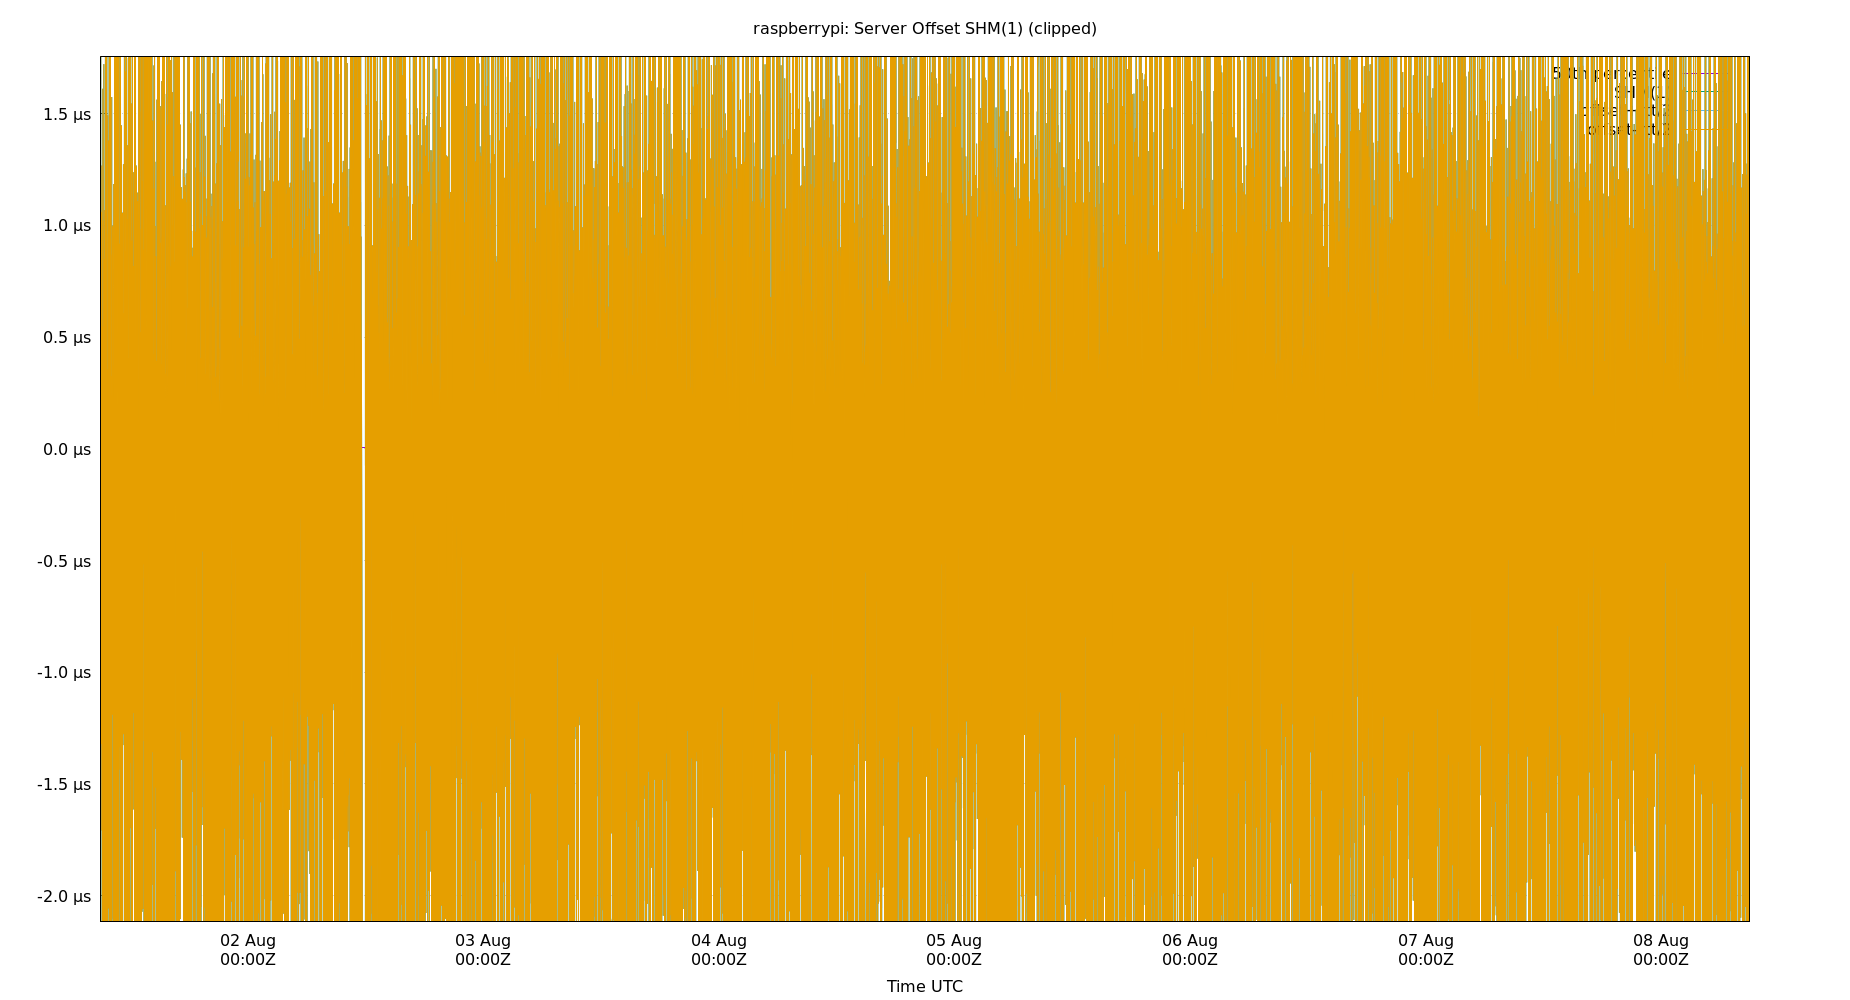 raspberrypi: Server Offset SHM(1) (clipped)
1.5 µs
1.0 µs
0.5 µs
0.0 µs
-0.5 µs
-1.0 µs
-1.5 µs
-2.0 µs
02 Aug 03 Aug 04 Aug 05 Aug 06 Aug 07 Aug 08 Aug
00:00Z 00:00Z 00:00Z 00:00Z 00:00Z 00:00Z 00:00Z
Time UTC